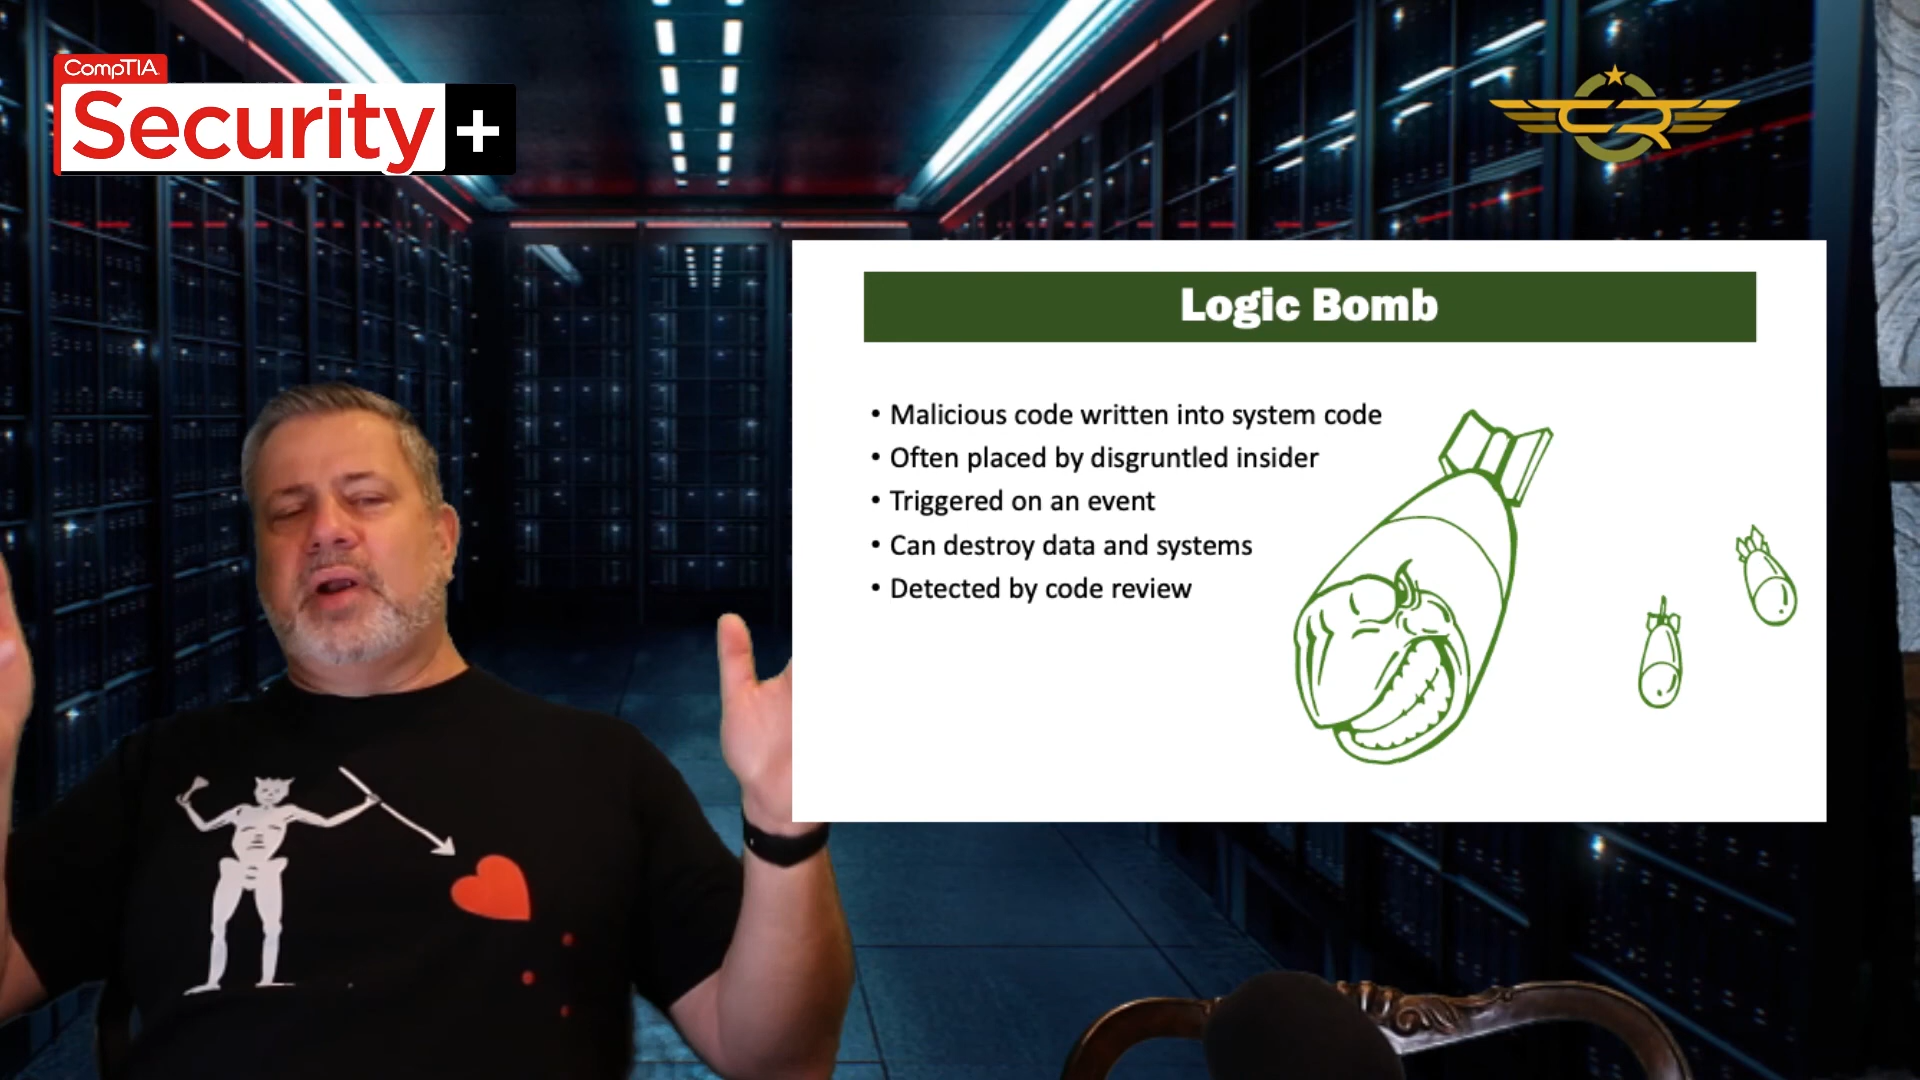 CompTIA
Security+
CR
Logic Bomb
• Malicious code written into system code
• Often placed by disgruntled insider
• Triggered on an event
• Can destroy data and systems
• Detected by code review